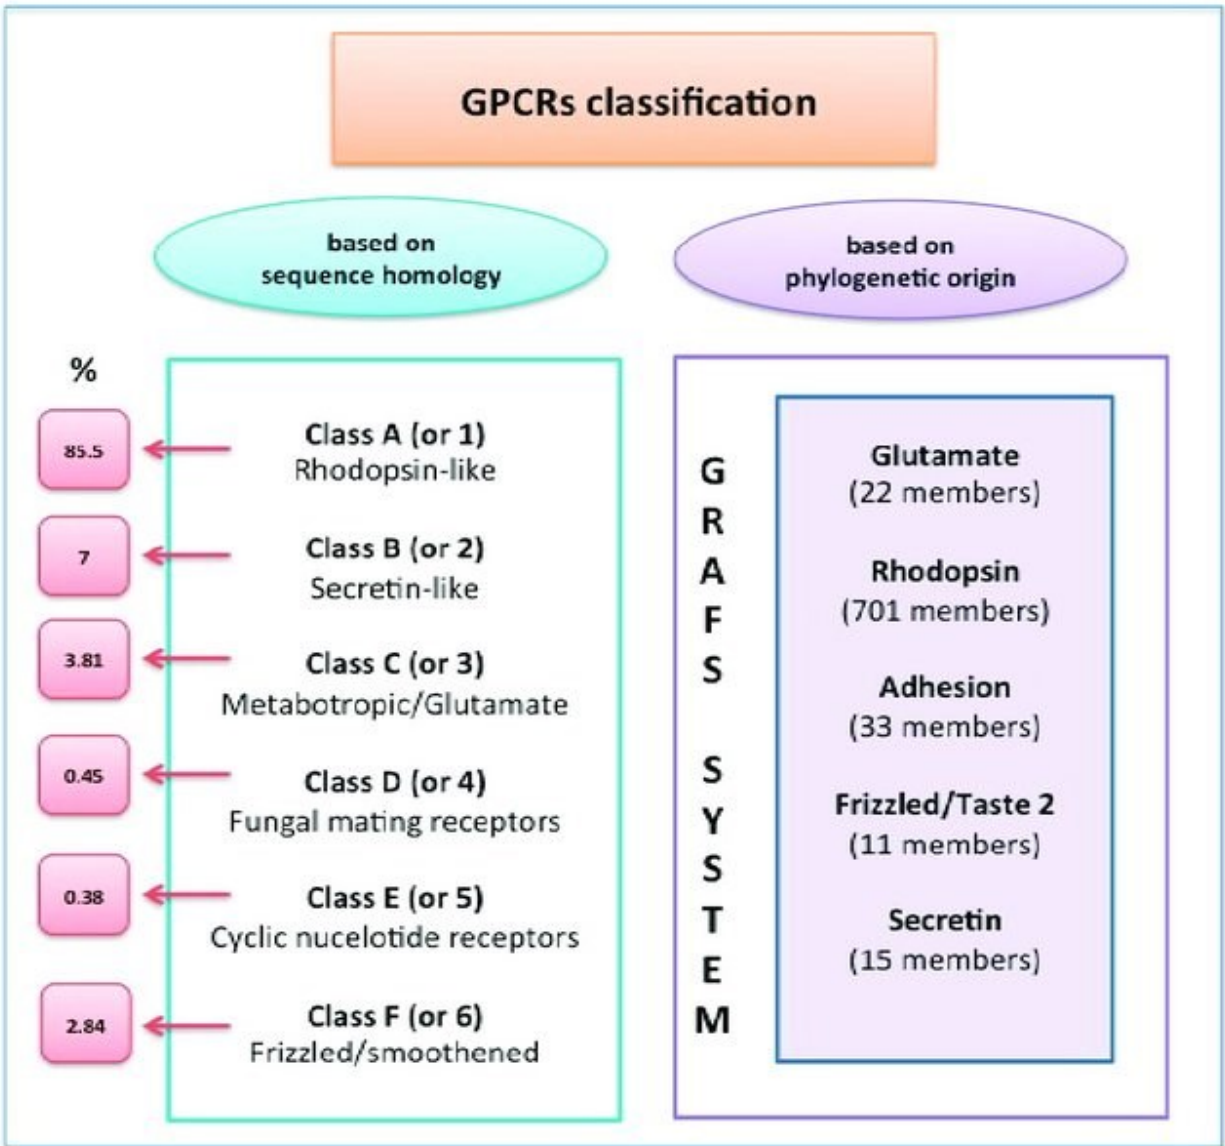 GPCRs classification
based on
sequence homology
based on
phylogenetic origin
%
85.5
Class A (or 1)
Rhodopsin-like
7
Class B (or 2)
Secretin-like
3.81
Class C (or 3)
Metabotropic/Glutamate
0.45
Class D (or 4)
Fungal mating receptors
0.38
Class E (or 5)
Cyclic nucelotide receptors
2.84
Class F (or 6)
Frizzled/smoothened
G
R
A
F
S
S
Y
S
T
E
M
Glutamate
(22 members)
Rhodopsin
(701 members)
Adhesion
(33 members)
Frizzled/Taste 2
(11 members)
Secretin
(15 members)